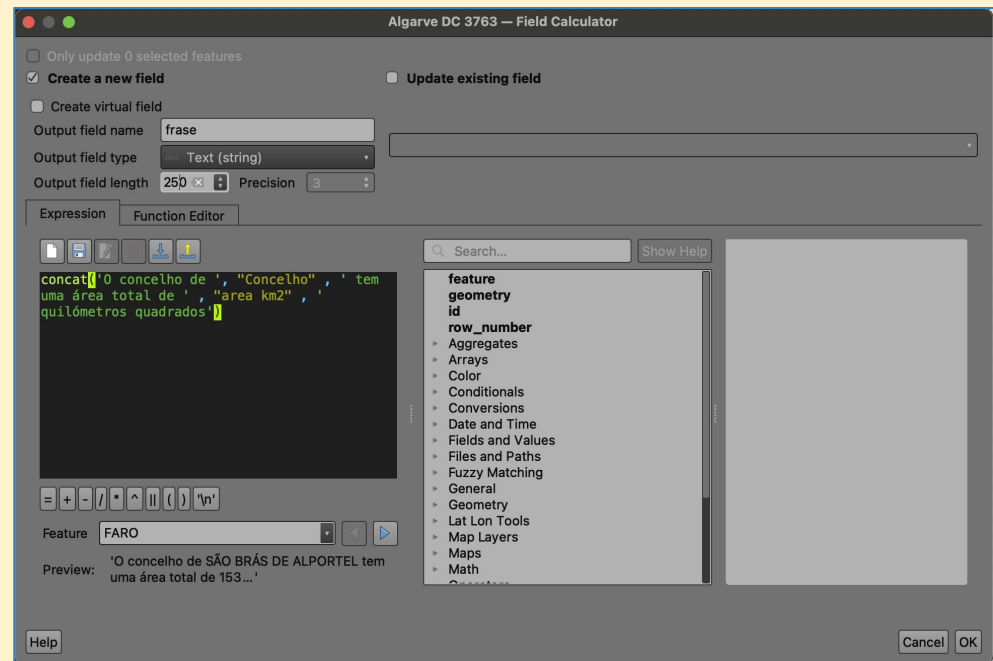 Algarve DC 3763 — Field Calculator
Only update 0 selected features
Create a new field
Update existing field
Create virtual field
Output field name frase
Output field type abc Text (string)
Output field length 250 Precision 3
Expression Function Editor
Search... Show Help
concat('O concelho de ', "Concelho" , ' tem
uma área total de ' , "area km2" , '
quilómetros quadrados')
feature
geometry
id
row_number
Aggregates
Arrays
Color
Conditionals
Conversions
Date and Time
Fields and Values
Files and Paths
Fuzzy Matching
General
Geometry
Lat Lon Tools
Map Layers
Maps
Math
= + - / * ^ || ( ) '\n'
Feature FARO
Preview: 'O concelho de SÃO BRÁS DE ALPORTEL tem
uma área total de 153…'
Help Cancel OK